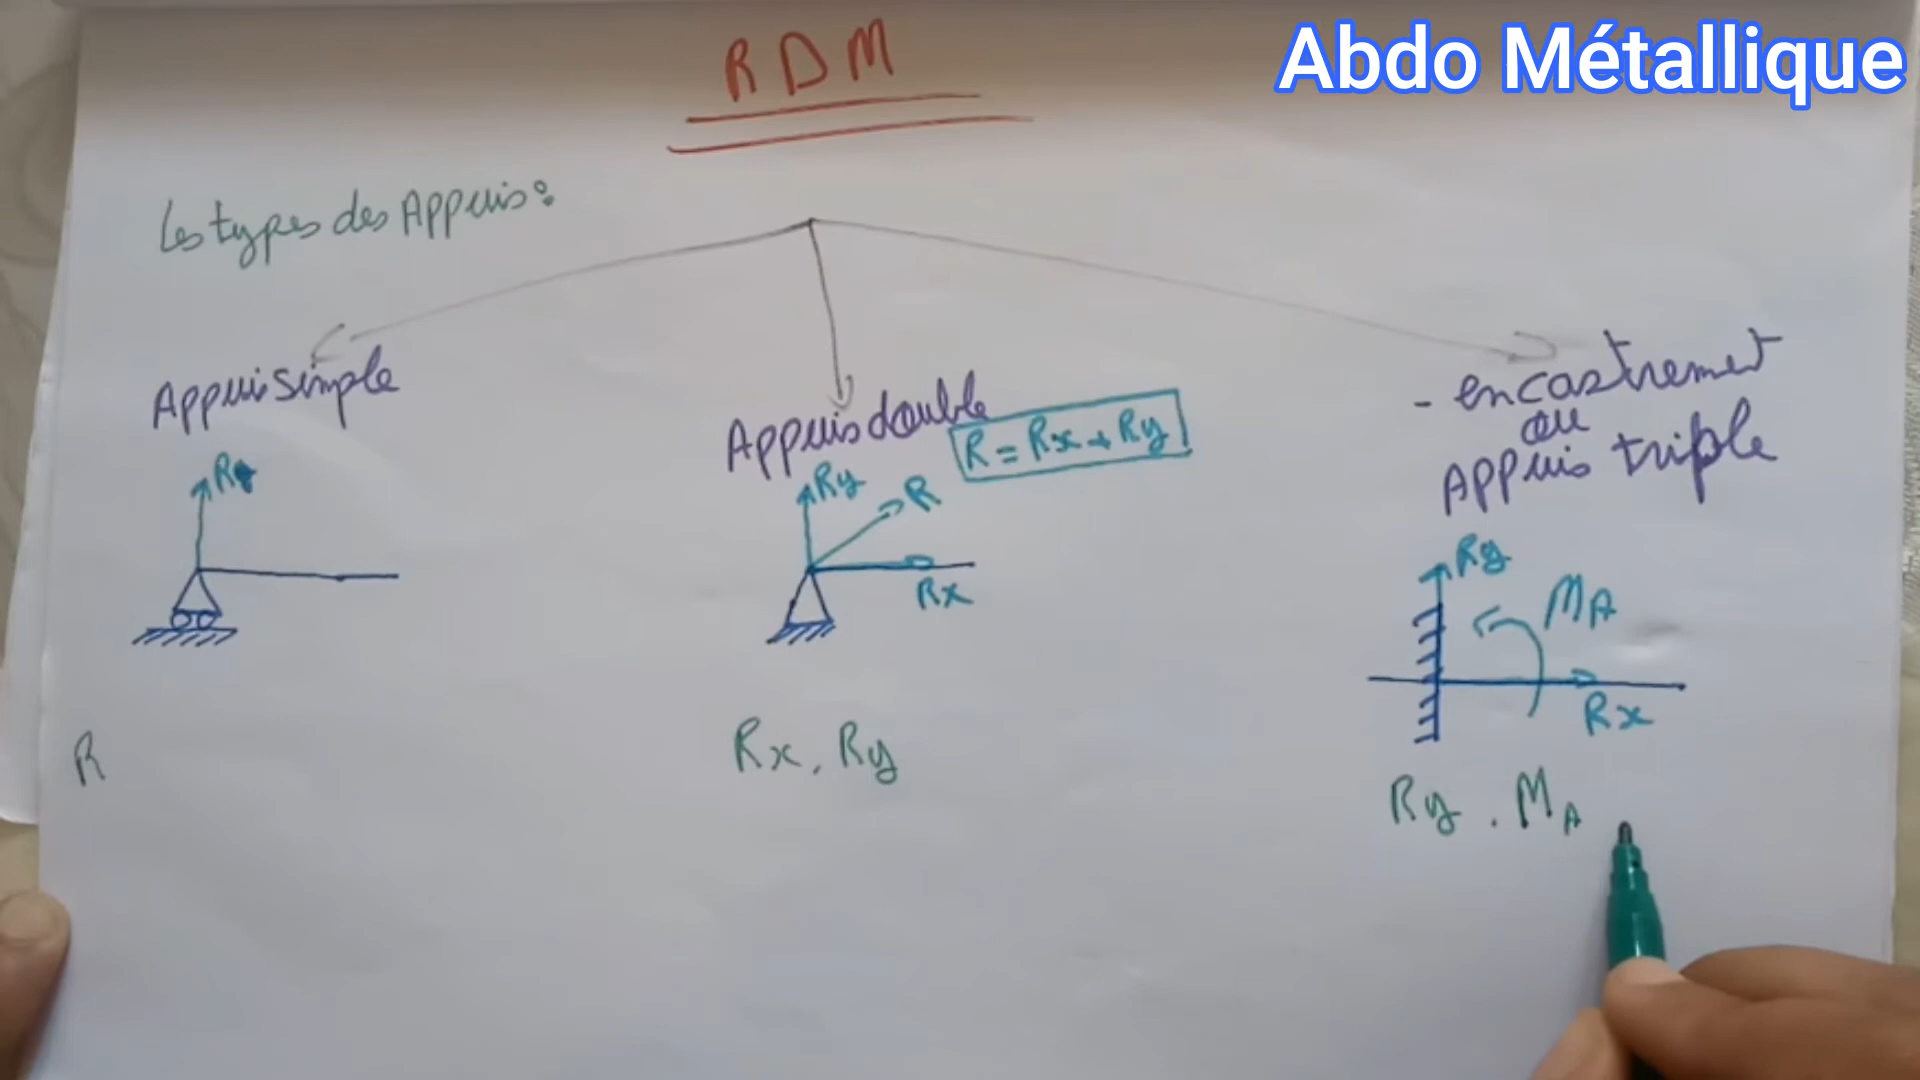 Abdo Métallique
RDM
Les types des Appuis:
Appui simple
Appuis double
R = Rx + Ry
- encastrement
ou
Appuis triple
R
Ry
R
Rx
Ry
MA
Rx
R
Rx, Ry
Ry . MA